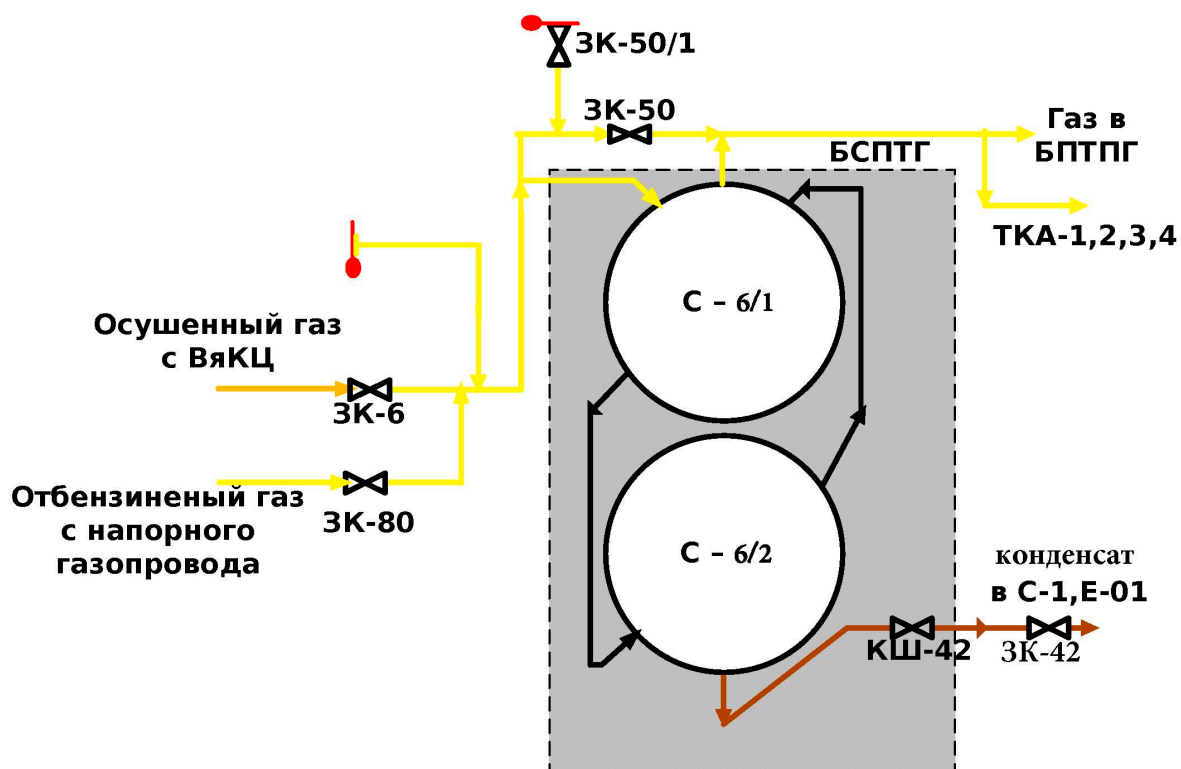 ЗК-50/1
ЗК-50
Газ в
БПТПГ
БСПТГ
ТКА-1,2,3,4
С – 6/1
Осушенный газ
с ВяКЦ
ЗК-6
Отбензиненый газ
с напорного
газопровода
ЗК-80
С – 6/2
конденсат
в С-1,Е-01
КШ-42
ЗК-42